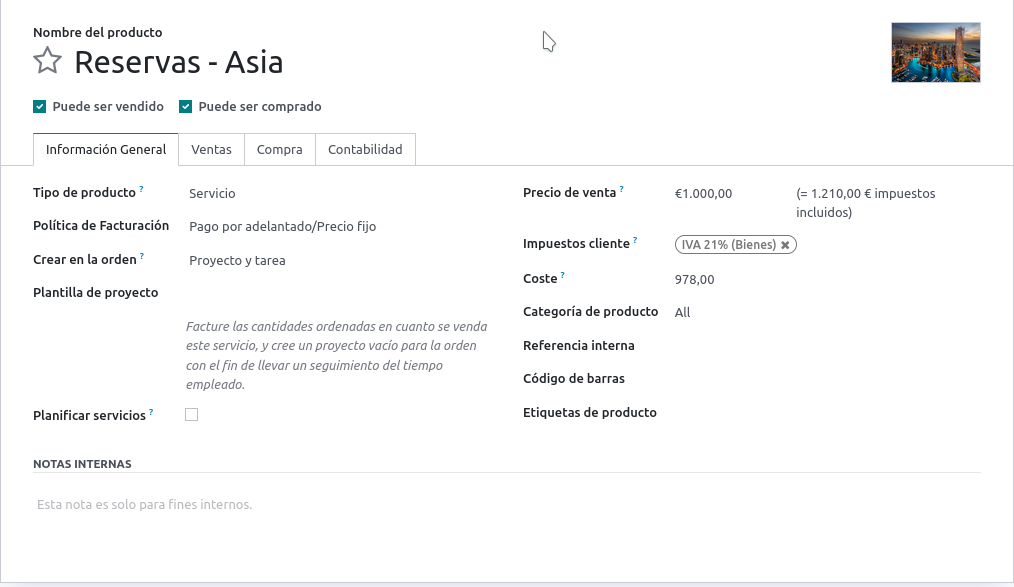 Nombre del producto
Reservas - Asia
Puede ser vendido Puede ser comprado
Información General Ventas Compra Contabilidad
Tipo de producto ? Servicio
Política de Facturación Pago por adelantado/Precio fijo
Crear en la orden ? Proyecto y tarea
Plantilla de proyecto
Facture las cantidades ordenadas en cuanto se venda
este servicio, y cree un proyecto vacío para la orden
con el fin de llevar un seguimiento del tiempo
empleado.
Planificar servicios ?
Precio de venta ? €1.000,00 (= 1.210,00 € impuestos
incluidos)
Impuestos cliente ? IVA 21% (Bienes) ✖
Coste ? 978,00
Categoría de producto All
Referencia interna
Código de barras
Etiquetas de producto
NOTAS INTERNAS
Esta nota es solo para fines internos.